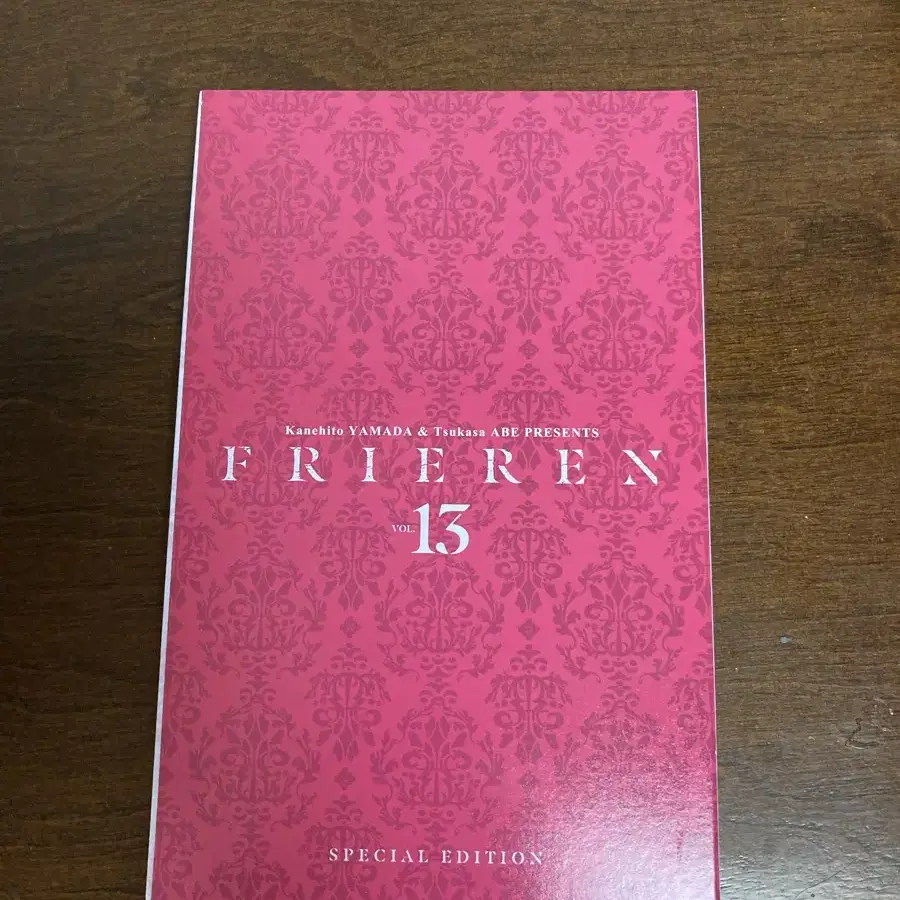 Kanehito YAMADA & Tsukasa ABE PRESENTS
FRIEREN
VOL. 13
SPECIAL EDITION